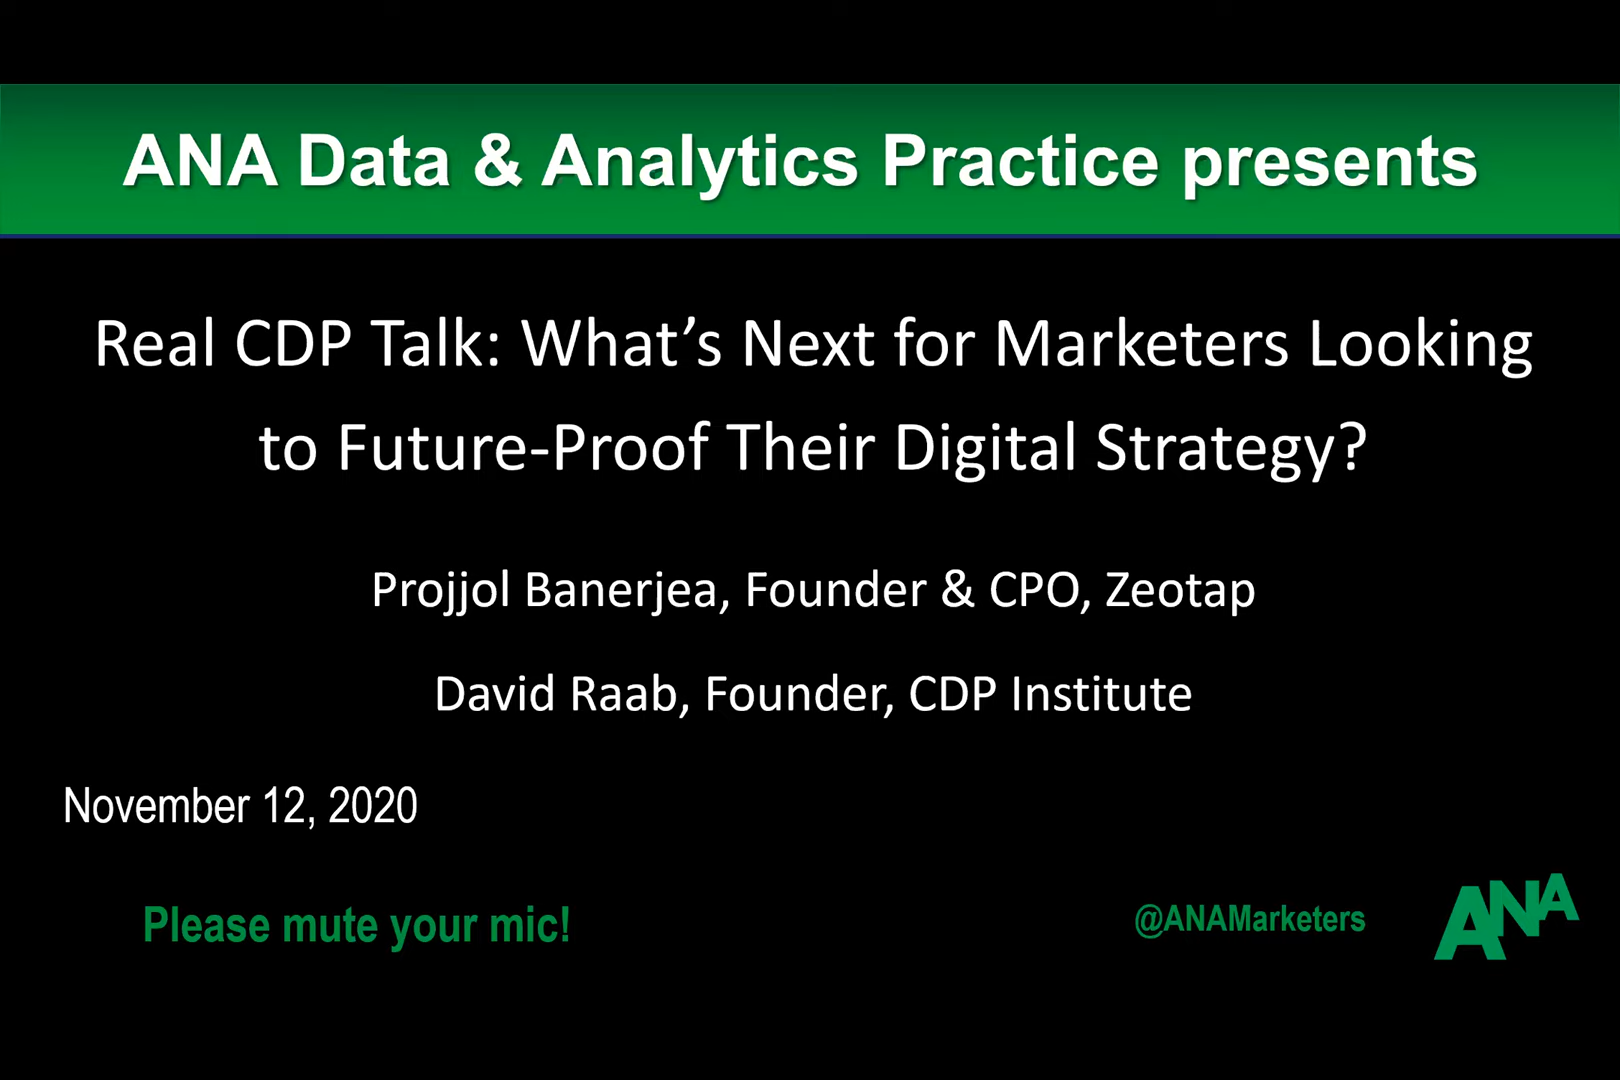 ANA Data & Analytics Practice presents
Real CDP Talk: What’s Next for Marketers Looking
to Future-Proof Their Digital Strategy?
Projjol Banerjea, Founder & CPO, Zeotap
David Raab, Founder, CDP Institute
November 12, 2020
Please mute your mic!
@ANAMarketers
ANA